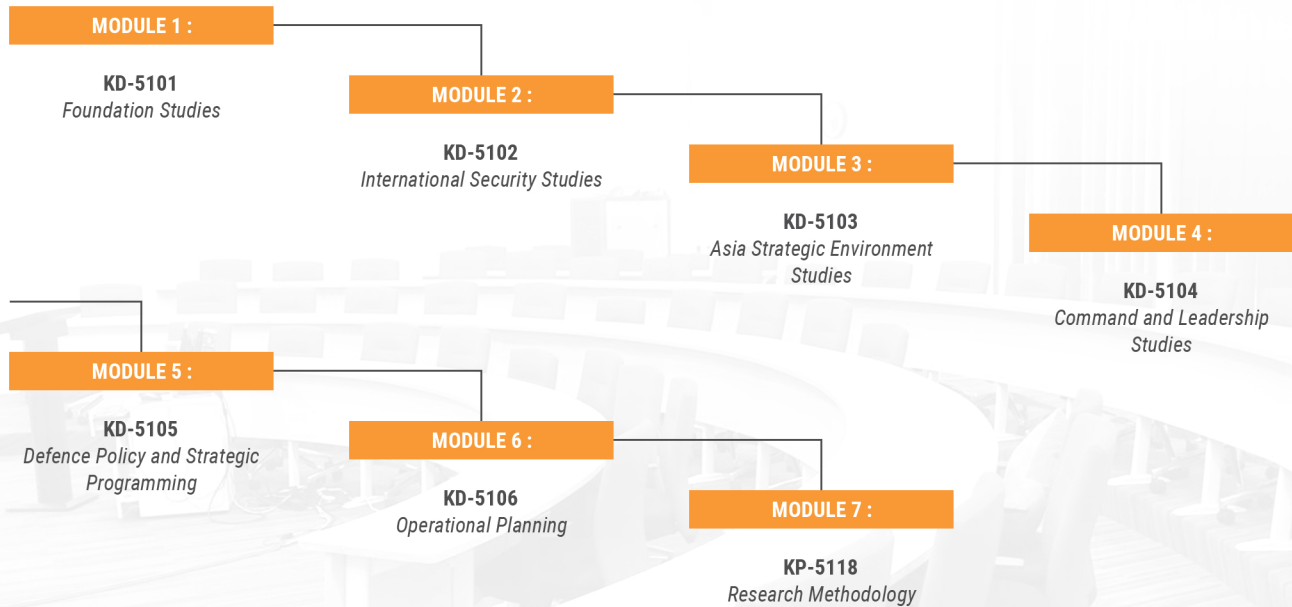 MODULE 1 :
KD-5101
Foundation Studies
MODULE 2 :
KD-5102
International Security Studies
MODULE 3 :
KD-5103
Asia Strategic Environment
Studies
MODULE 4 :
KD-5104
Command and Leadership
Studies
MODULE 5 :
KD-5105
Defence Policy and Strategic
Programming
MODULE 6 :
KD-5106
Operational Planning
MODULE 7 :
KP-5118
Research Methodology